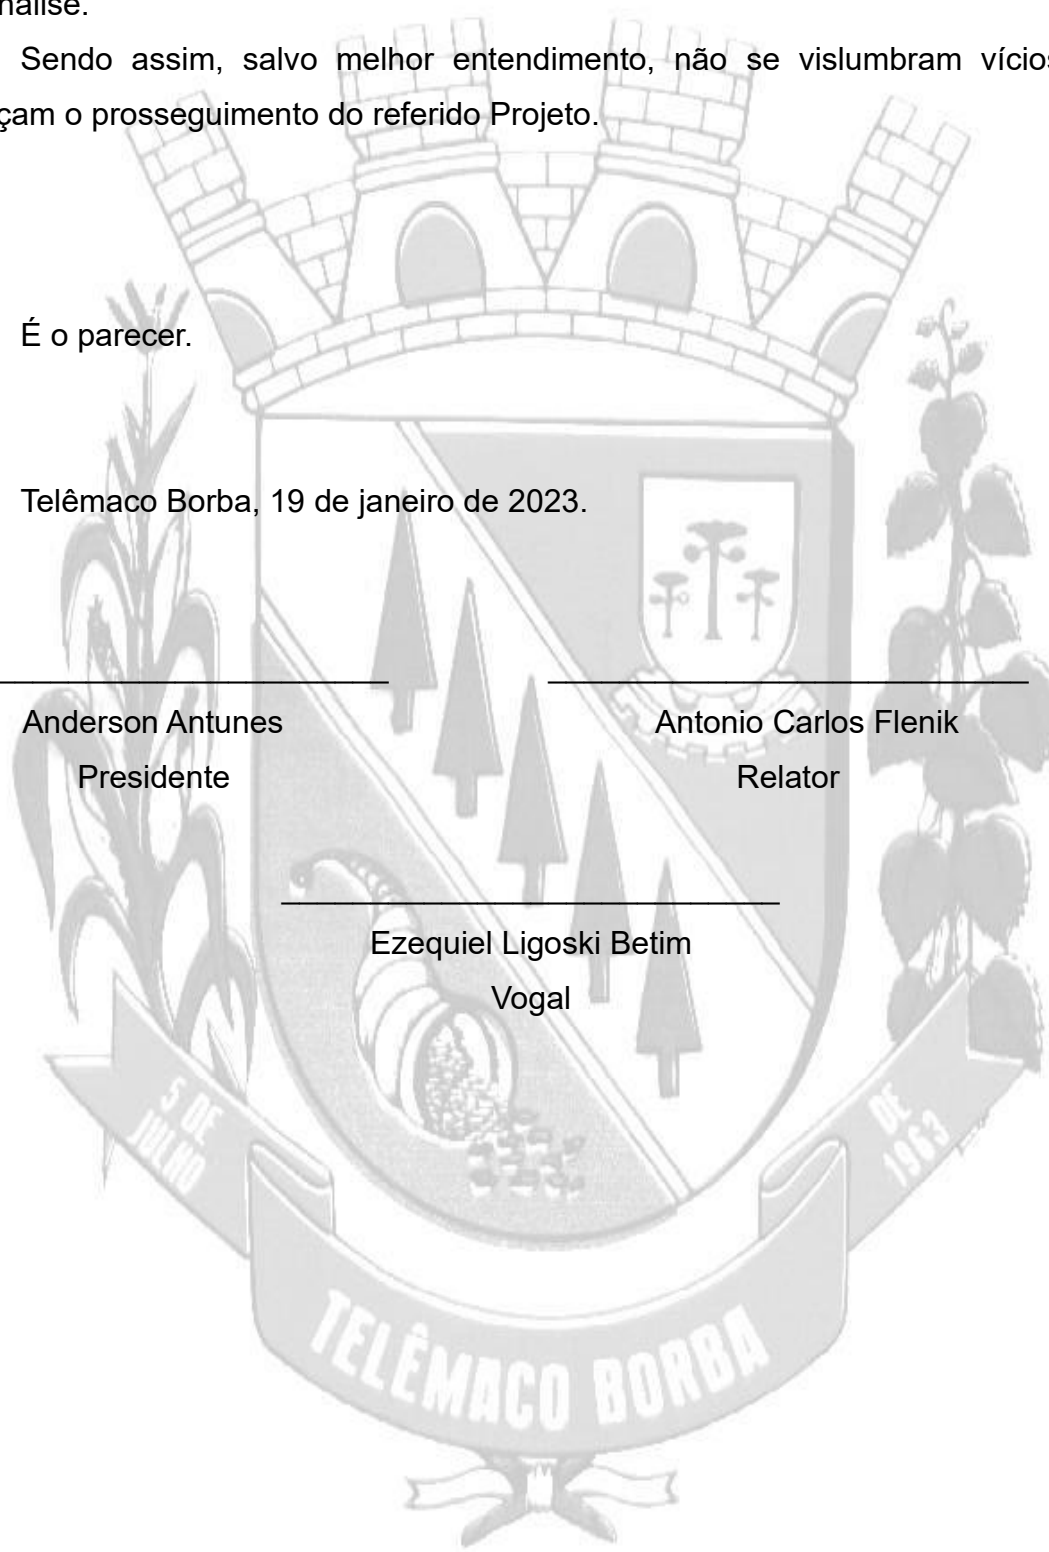 nálise.
Sendo assim, salvo melhor entendimento, não se vislumbram vícios
çam o prosseguimento do referido Projeto.
É o parecer.
Telêmaco Borba, 19 de janeiro de 2023.
Anderson Antunes
Antonio Carlos Flenik
Presidente
Relator
Ezequiel Ligoski Betim
Vogal
5 DE
JULHO
DE
1963
TELÊMACO BORBA